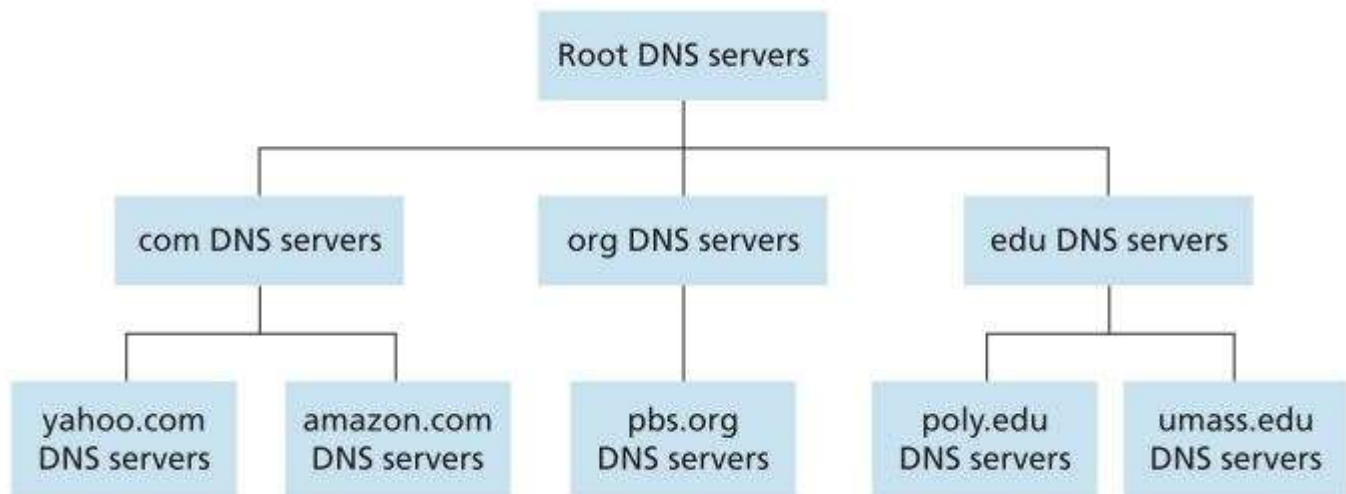 Root DNS servers
com DNS servers
org DNS servers
edu DNS servers
yahoo.com
DNS servers
amazon.com
DNS servers
pbs.org
DNS servers
poly.edu
DNS servers
umass.edu
DNS servers